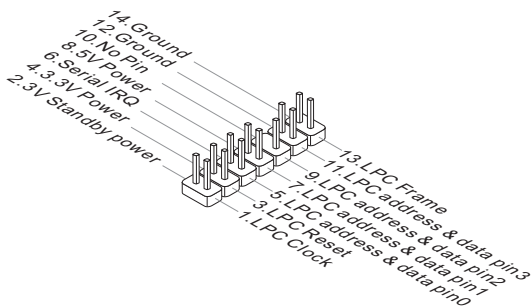 14.Ground
12.Ground
10.No Pin
8.5V Power
6.Serial IRQ
4.3.3V Power
2.3V Standby power
13.LPC Frame
11.LPC address & data pin3
9.LPC address & data pin2
7.LPC address & data pin1
5.LPC address & data pin0
3.LPC Reset
1.LPC Clock